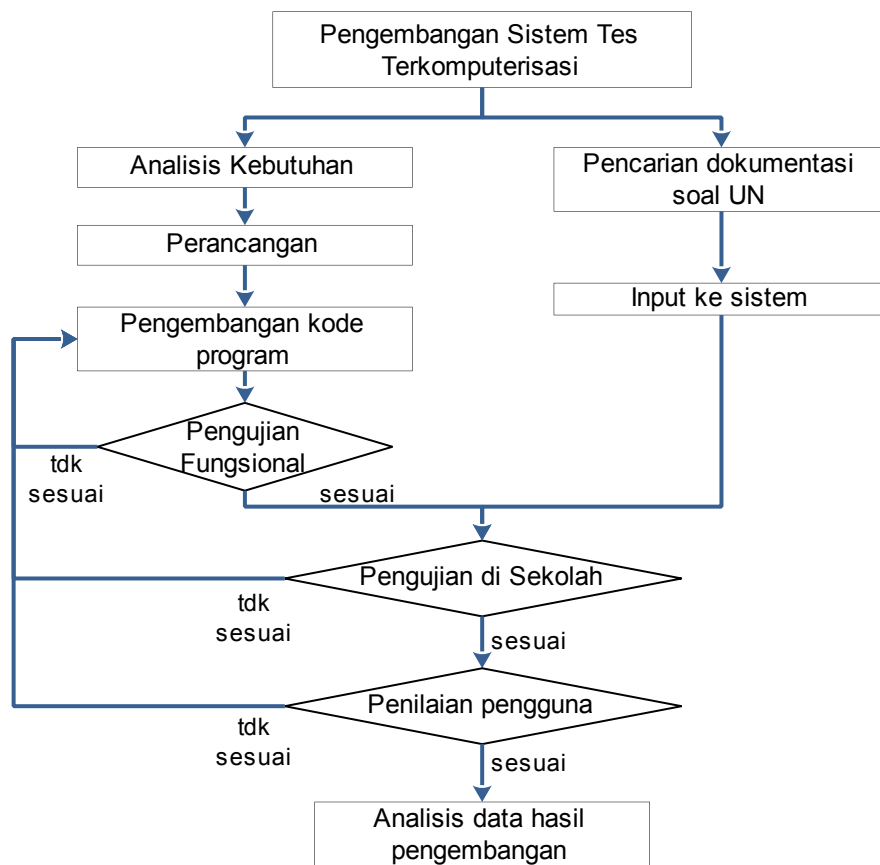 Pengembangan Sistem Tes
Terkomputerisasi
Analisis Kebutuhan
Pencarian dokumentasi
soal UN
Perancangan
Input ke sistem
Pengembangan kode
program
Pengujian
Fungsional
tdk
sesuai
sesuai
Pengujian di Sekolah
tdk
sesuai
sesuai
Penilaian pengguna
tdk
sesuai
sesuai
Analisis data hasil
pengembangan